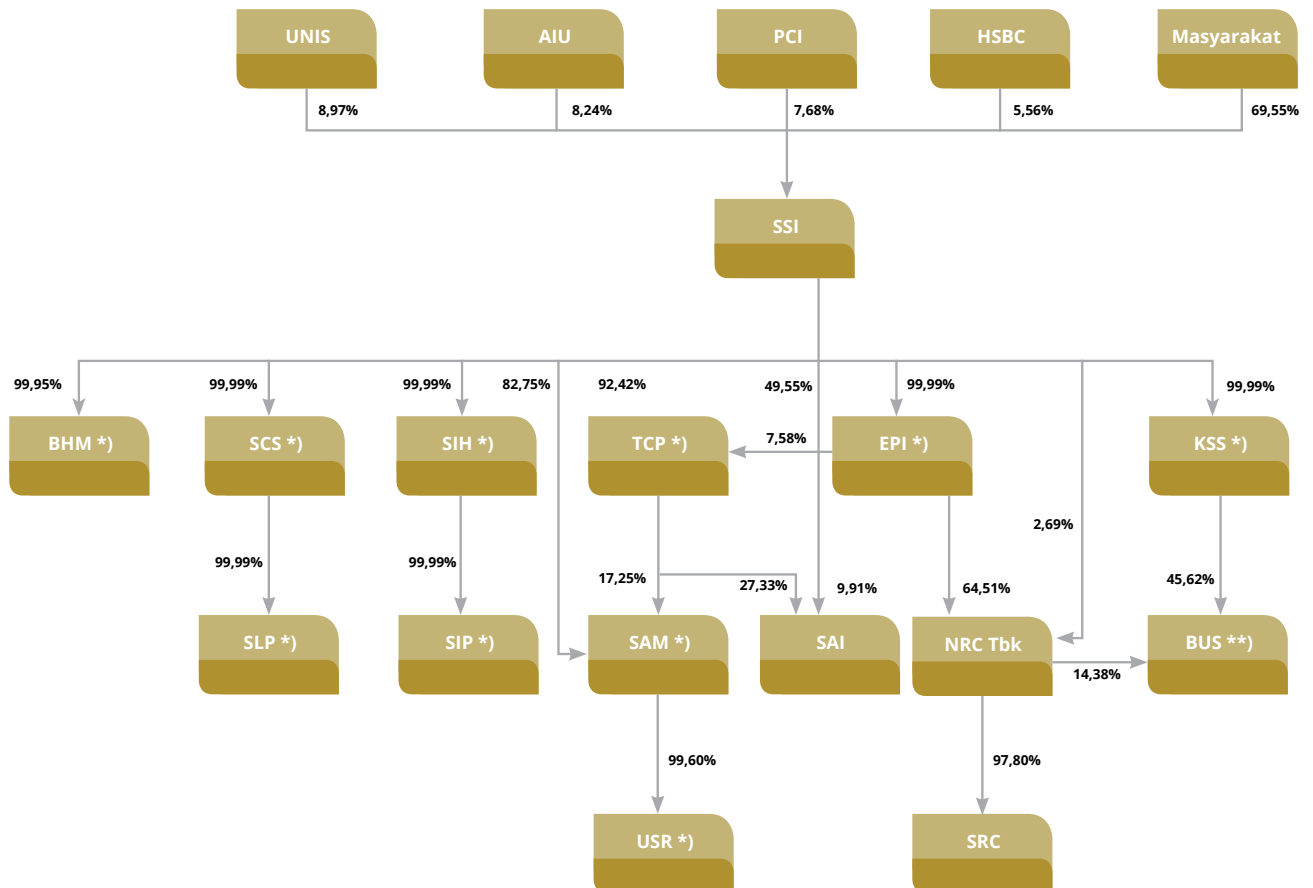 UNIS
AIU
PCI
HSBC
Masyarakat
8,97%
8,24%
7,68%
5,56%
69,55%
SSI
99,95%
99,99%
99,99%
82,75%
92,42%
49,55%
99,99%
99,99%
BHM *)
SCS *)
SIH *)
TCP *)
7,58%
EPI *)
KSS *)
2,69%
99,99%
99,99%
17,25%
27,33%
9,91%
64,51%
45,62%
SLP *)
SIP *)
SAM *)
SAI
NRC Tbk
BUS **)
14,38%
99,60%
97,80%
USR *)
SRC